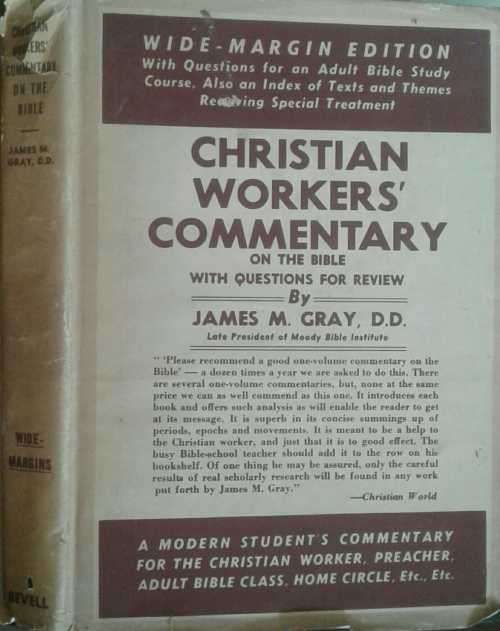 CHRISTIAN
WORKERS'
COMMENTARY
ON THE
BIBLE
JAMES M.
GRAY, D.D.
WIDE-
MARGINS
REVELL
WIDE-MARGIN EDITION
With Questions for an Adult Bible Study
Course, Also an Index of Texts and Themes
Receiving Special Treatment
CHRISTIAN
WORKERS'
COMMENTARY
ON THE BIBLE
WITH QUESTIONS FOR REVIEW
By
JAMES M. GRAY, D.D.
Late President of Moody Bible Institute
" 'Please recommend a good one-volume commentary on the
Bible' — a dozen times a year we are asked to do this. There
are several one-volume commentaries, but, none at the same
price we can as well commend as this one. It introduces each
book and offers such analysis as will enable the reader to get
at its message. It is superb in its concise summings up of
periods, epochs and movements. It is meant to be a help to
the Christian worker, and just that it is to good effect. The
busy Bible-school teacher should add it to the row on his
bookshelf. Of one thing he may be assured, only the careful
results of real scholarly research will be found in any work
put forth by James M. Gray."
—Christian World
A MODERN STUDENT'S COMMENTARY
FOR THE CHRISTIAN WORKER, PREACHER,
ADULT BIBLE CLASS, HOME CIRCLE, Etc., Etc.